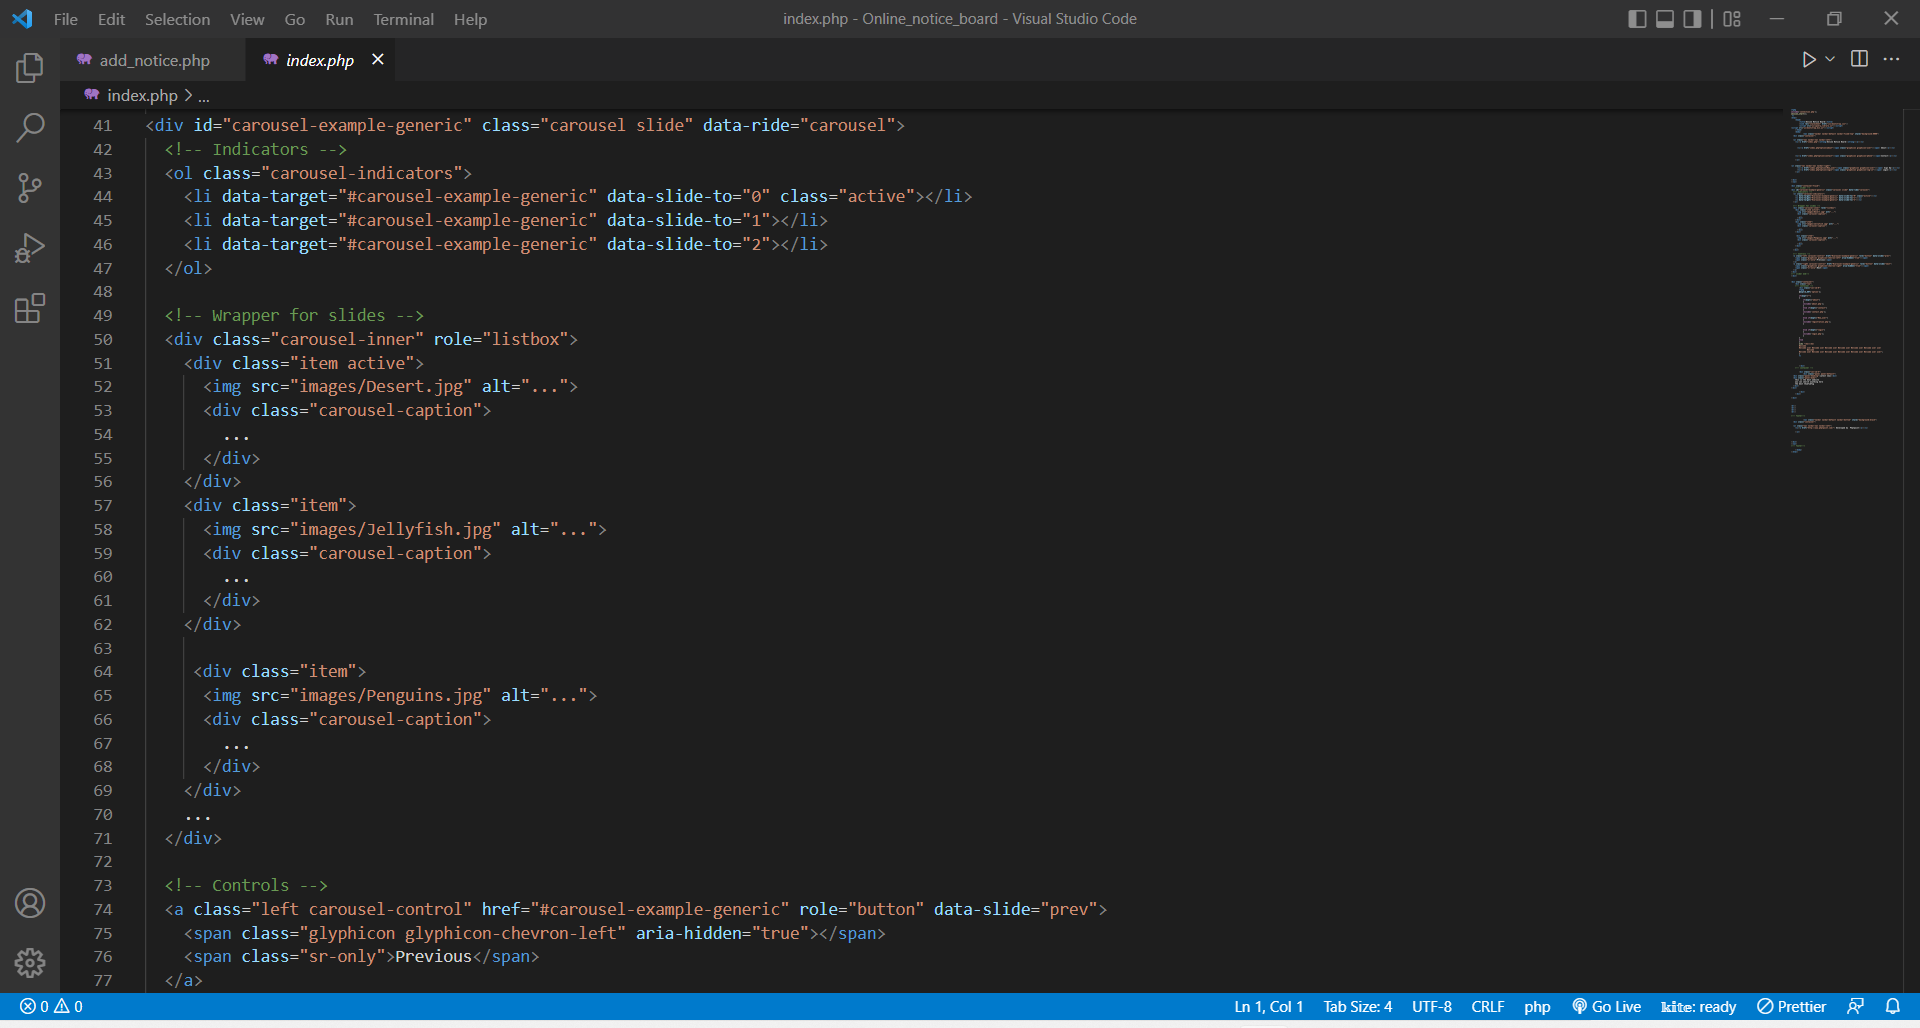 File Edit Selection View Go Run Terminal Help
index.php - Online_notice_board - Visual Studio Code
add_notice.php
index.php
index.php > ...
41 <div id="carousel-example-generic" class="carousel slide" data-ride="carousel">
42 <!-- Indicators -->
43 <ol class="carousel-indicators">
44 <li data-target="#carousel-example-generic" data-slide-to="0" class="active"></li>
45 <li data-target="#carousel-example-generic" data-slide-to="1"></li>
46 <li data-target="#carousel-example-generic" data-slide-to="2"></li>
47 </ol>
48
49 <!-- Wrapper for slides -->
50 <div class="carousel-inner" role="listbox">
51 <div class="item active">
52 <img src="images/Desert.jpg" alt="...">
53 <div class="carousel-caption">
54 ...
55 </div>
56 </div>
57 <div class="item">
58 <img src="images/Jellyfish.jpg" alt="...">
59 <div class="carousel-caption">
60 ...
61 </div>
62 </div>
63
64 <div class="item">
65 <img src="images/Penguins.jpg" alt="...">
66 <div class="carousel-caption">
67 ...
68 </div>
69 </div>
70 ...
71 </div>
72
73 <!-- Controls -->
74 <a class="left carousel-control" href="#carousel-example-generic" role="button" data-slide="prev">
75 <span class="glyphicon glyphicon-chevron-left" aria-hidden="true"></span>
76 <span class="sr-only">Previous</span>
77 </a>
0 0
Ln 1, Col 1 Tab Size: 4 UTF-8 CRLF php Go Live kite: ready Prettier